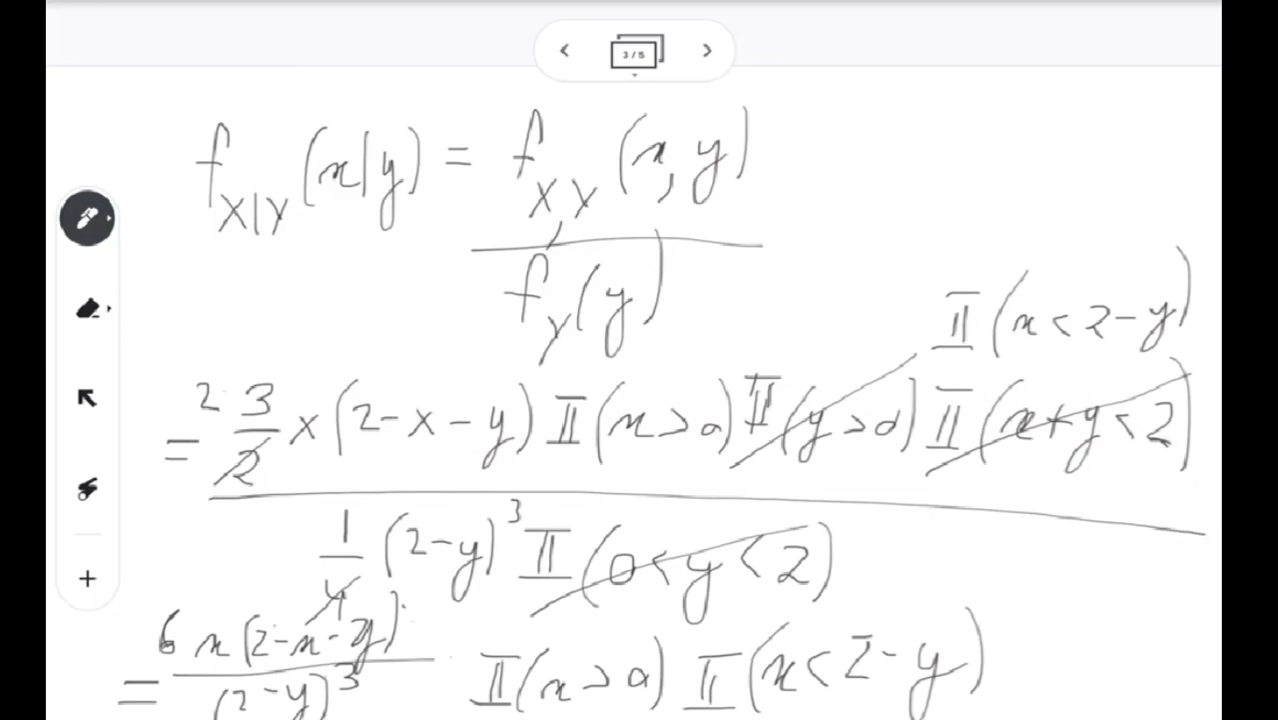 3 / 5
f_{X|Y}(x|y) = f_{X,Y}(x, y)
f_Y(y)
𝕀(x < 2 - y)
= 2 3/2 x (2 - x - y) 𝕀(x > 0) 𝕀(y > 0) 𝕀(x + y < 2)
1/4 (2 - y)^3 𝕀(0 < y < 2)
= 6x(2 - x - y)/(2 - y)^3 𝕀(x > 0) 𝕀(x < 2 - y)